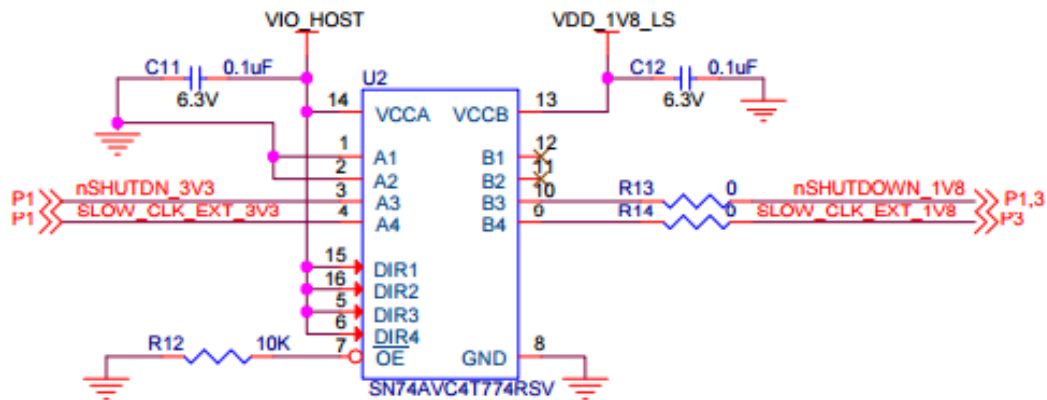 VIO_HOST VDD_1V8_LS
C11 0.1uF C12 0.1uF
6.3V 6.3V
U2
14 VCCA VCCB 13
1 A1 B1 12
2 A2 B2 11
P1 nSHUTDN_3V3 3 A3 B3 10 R13 0 nSHUTDOWN_1V8 P1,3
P1 SLOW_CLK_EXT_3V3 4 A4 B4 9 R14 0 SLOW_CLK_EXT_1V8 P3
15 DIR1
16 DIR2
5 DIR3
6 DIR4
R12 10K 7 OE GND 8
SN74AVC4T774RSV